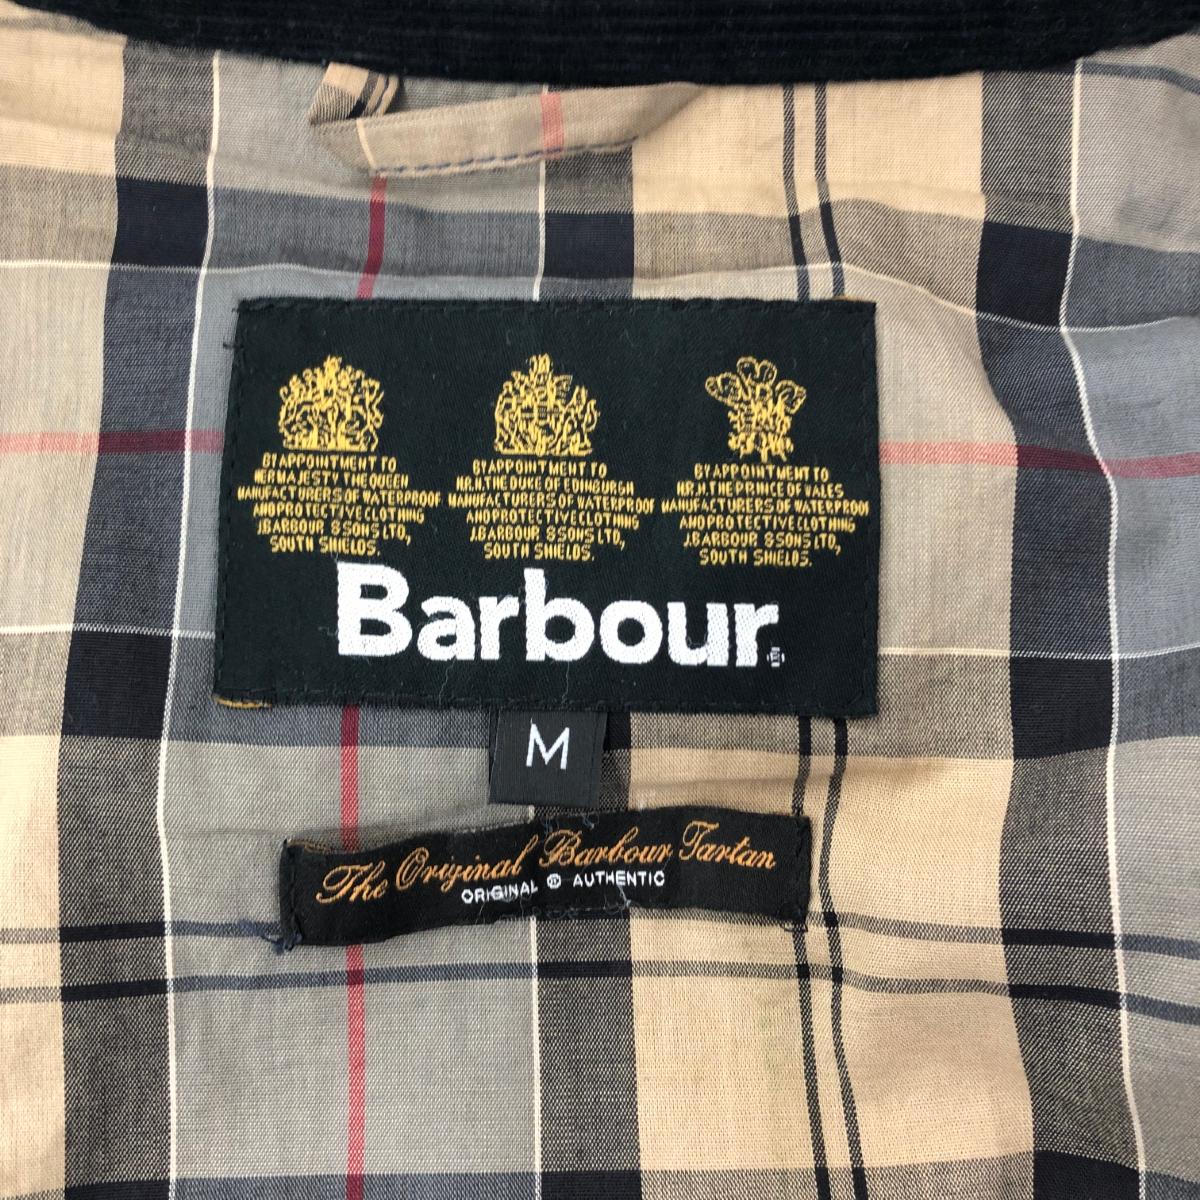 BY APPOINTMENT TO
HER MAJESTY THE QUEEN
MANUFACTURERS OF WATERPROOF
AND PROTECTIVE CLOTHING
J.BARBOUR & SONS LTD,
SOUTH SHIELDS.
BY APPOINTMENT TO
H.R.H. THE DUKE OF EDINBURGH
MANUFACTURERS OF WATERPROOF
AND PROTECTIVE CLOTHING
J.BARBOUR & SONS LTD,
SOUTH SHIELDS.
BY APPOINTMENT TO
H.R.H. THE PRINCE OF WALES
MANUFACTURERS OF WATERPROOF
AND PROTECTIVE CLOTHING
J.BARBOUR & SONS LTD,
SOUTH SHIELDS.
Barbour®
M
The Original Barbour Tartan
ORIGINAL ® AUTHENTIC